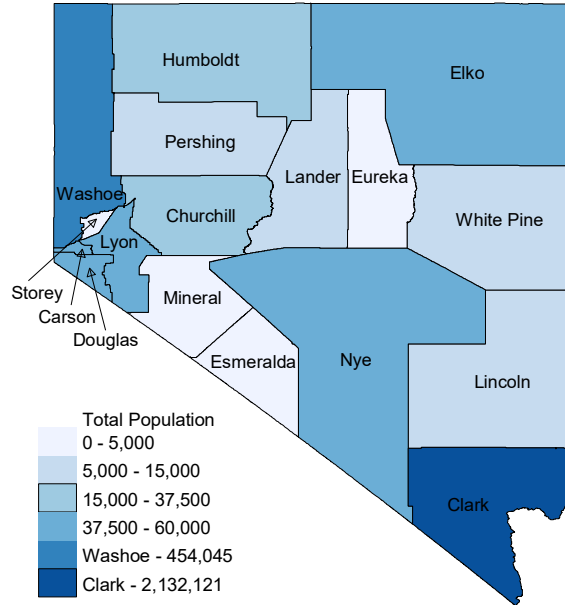 Humboldt
Elko
Pershing
Lander
Eureka
Washoe
Churchill
White Pine
Lyon
Storey
Carson
Douglas
Mineral
Esmeralda
Nye
Lincoln
Clark
Total Population
0 - 5,000
5,000 - 15,000
15,000 - 37,500
37,500 - 60,000
Washoe - 454,045
Clark - 2,132,121